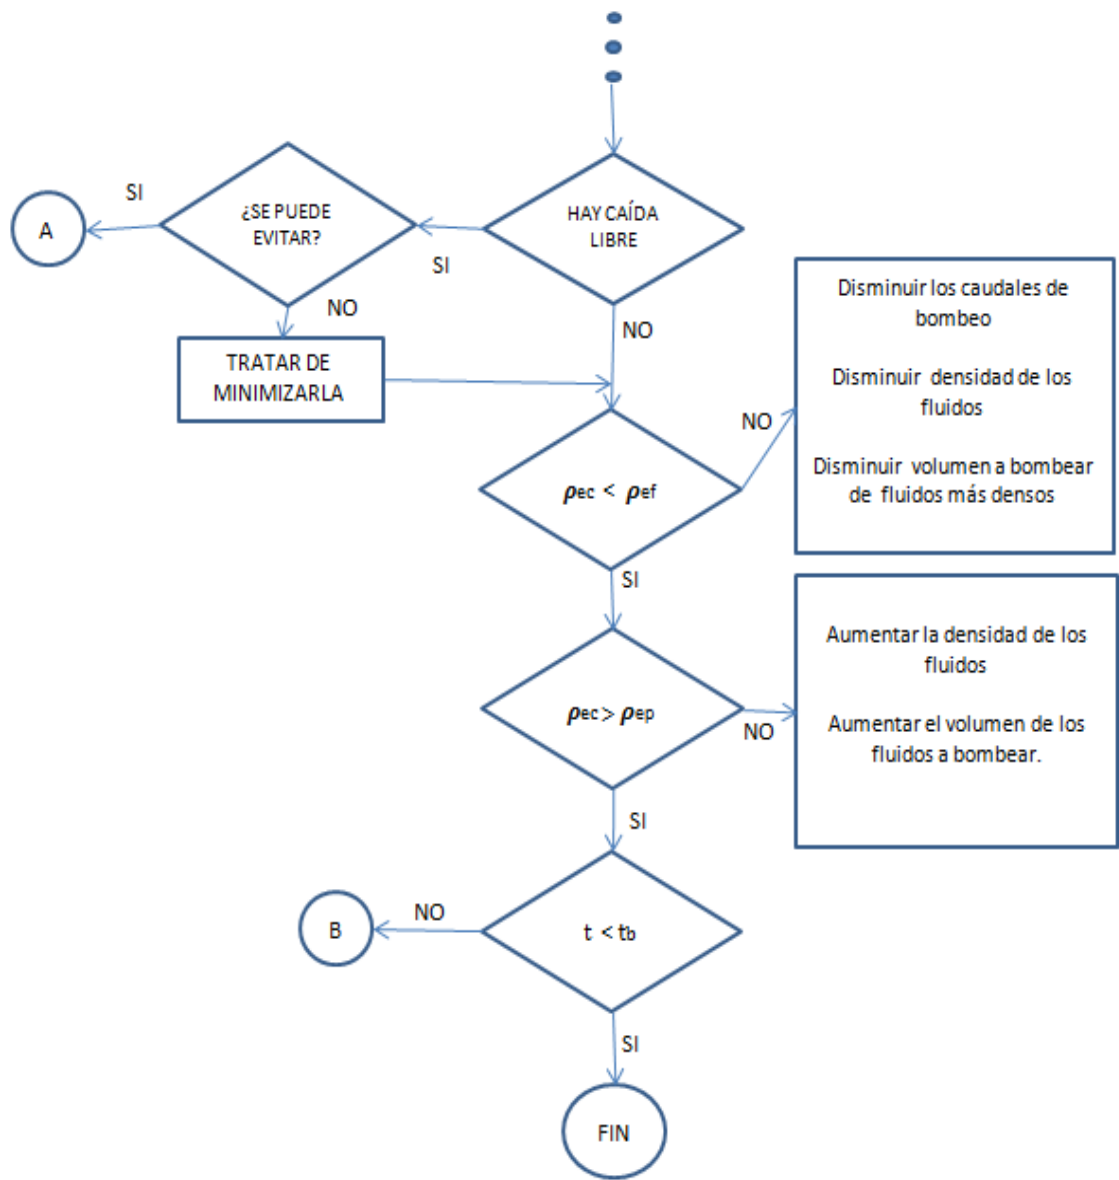 HAY CAÍDA
LIBRE
SI
¿SE PUEDE
EVITAR?
SI
A
NO
TRATAR DE
MINIMIZARLA
NO
ρec < ρef
NO
Disminuir los caudales de
bombeo
Disminuir densidad de los
fluidos
Disminuir volumen a bombear
de fluidos más densos
SI
ρec > ρep
NO
Aumentar la densidad de los
fluidos
Aumentar el volumen de los
fluidos a bombear.
SI
t < tb
NO
B
SI
FIN